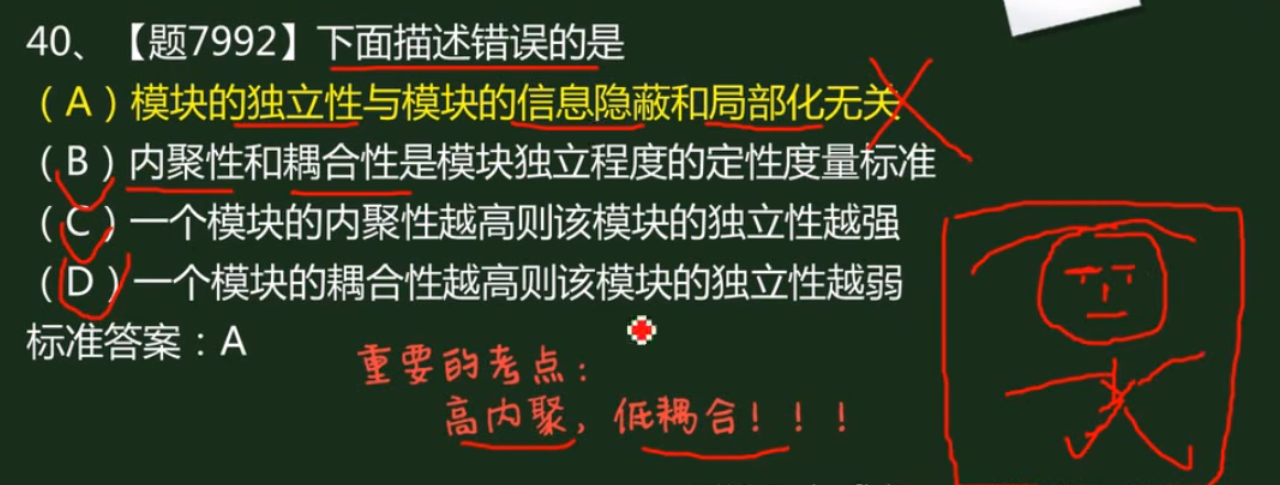 40、【题7992】下面描述错误的是
（A）模块的独立性与模块的信息隐蔽和局部化无关
（B）内聚性和耦合性是模块独立程度的定性度量标准
（C）一个模块的内聚性越高则该模块的独立性越强
（D）一个模块的耦合性越高则该模块的独立性越弱
标准答案：A
重要的考点：
高内聚，低耦合！！！